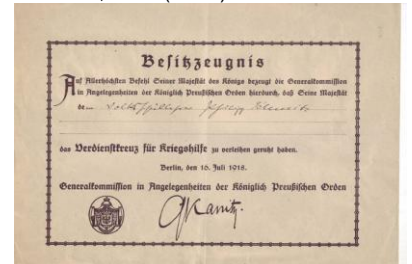 Besitzzeugnis
Auf Allerhöchsten Befehl Seiner Majestät des Königs bezeugt die Generalkommission
in Angelegenheiten der Königlich Preußischen Orden hierdurch, daß Seine Majestät
dem
das Verdienstkreuz für Kriegshilfe zu verleihen geruht haben.
Berlin, den 16. Juli 1918.
Generalkommission in Angelegenheiten der Königlich Preußischen Orden